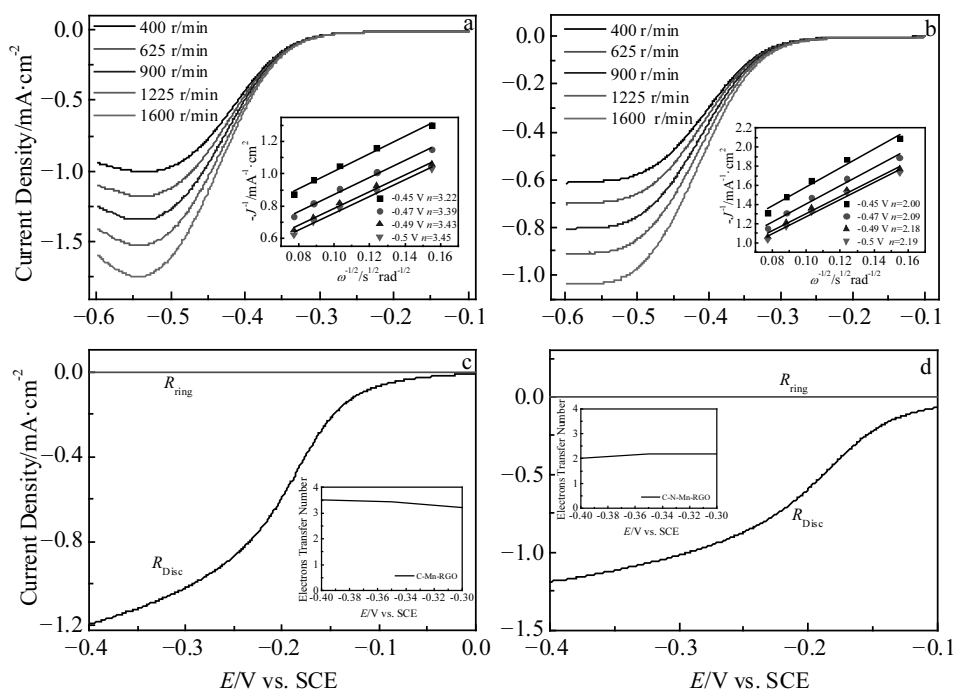 a
400 r/min
625 r/min
900 r/min
1225 r/min
1600 r/min
0.0
−0.5
−1.0
−1.5
−2.0
Current Density/mA·cm−2
−0.6 −0.5 −0.4 −0.3 −0.2 −0.1
1.2
1.0
0.8
0.6
-J-1/mA-1·cm2
-0.45 V n=3.22
-0.47 V n=3.39
-0.49 V n=3.43
-0.5 V n=3.45
0.08 0.10 0.12 0.14 0.16
ω-1/2/s1/2rad-1/2
b
400 r/min
625 r/min
900 r/min
1225 r/min
1600 r/min
0.0
−0.2
−0.4
−0.6
−0.8
−1.0
−0.6 −0.5 −0.4 −0.3 −0.2 −0.1
2.2
2.0
1.8
1.6
1.4
1.2
1.0
-J-1/mA-1·cm2
-0.45 V n=2.00
-0.47 V n=2.09
-0.49 V n=2.18
-0.5 V n=2.19
0.08 0.10 0.12 0.14 0.16
ω-1/2/s1/2rad-1/2
c
0.0
−0.4
−0.8
−1.2
Current Density/mA·cm−2
Rring
RDisc
4
3
2
1
0
Electrons Transfer Number
C-Mn-RGO
-0.40 -0.38 -0.36 -0.34 -0.32 -0.30
E/V vs. SCE
−0.4 −0.3 −0.2 −0.1 0.0
E/V vs. SCE
d
0.0
−0.5
−1.0
−1.5
Rring
RDisc
4
3
2
1
0
Electrons Transfer Number
C-N-Mn-RGO
-0.40 -0.38 -0.36 -0.34 -0.32 -0.30
E/V vs. SCE
−0.4 −0.3 −0.2 −0.1
E/V vs. SCE